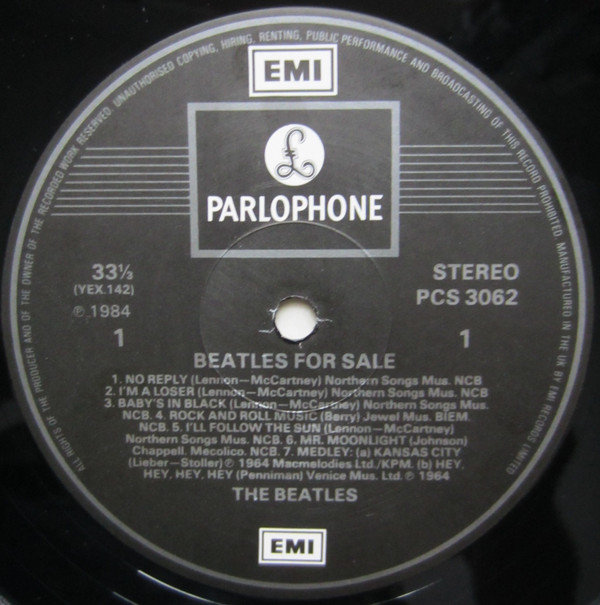 ALL RIGHTS OF THE PRODUCER AND OF THE OWNER OF THE RECORDED WORK RESERVED. UNAUTHORISED COPYING, HIRING, RENTING, PUBLIC PERFORMANCE AND BROADCASTING OF THIS RECORD PROHIBITED. MANUFACTURED IN THE UK BY EMI RECORDS LIMITED
EMI
£
PARLOPHONE
33⅓
(YEX.142)
℗ 1984
1
STEREO
PCS 3062
1
BEATLES FOR SALE
1. NO REPLY (Lennon—McCartney) Northern Songs Mus. NCB
2. I'M A LOSER (Lennon—McCartney) Northern Songs Mus. NCB
3. BABY'S IN BLACK (Lennon—McCartney) Northern Songs Mus.
NCB. 4. ROCK AND ROLL MUSIC (Berry) Jewel Mus. BIEM.
NCB. 5. I'LL FOLLOW THE SUN (Lennon—McCartney)
Northern Songs Mus. NCB. 6. MR. MOONLIGHT (Johnson)
Chappell. Mecolico. NCB. 7. MEDLEY: (a) KANSAS CITY
(Lieber—Stoller) ℗ 1964 Macmelodies Ltd./KPM. (b) HEY,
HEY, HEY, HEY (Penniman) Venice Mus. Ltd. ℗ 1964
THE BEATLES
EMI